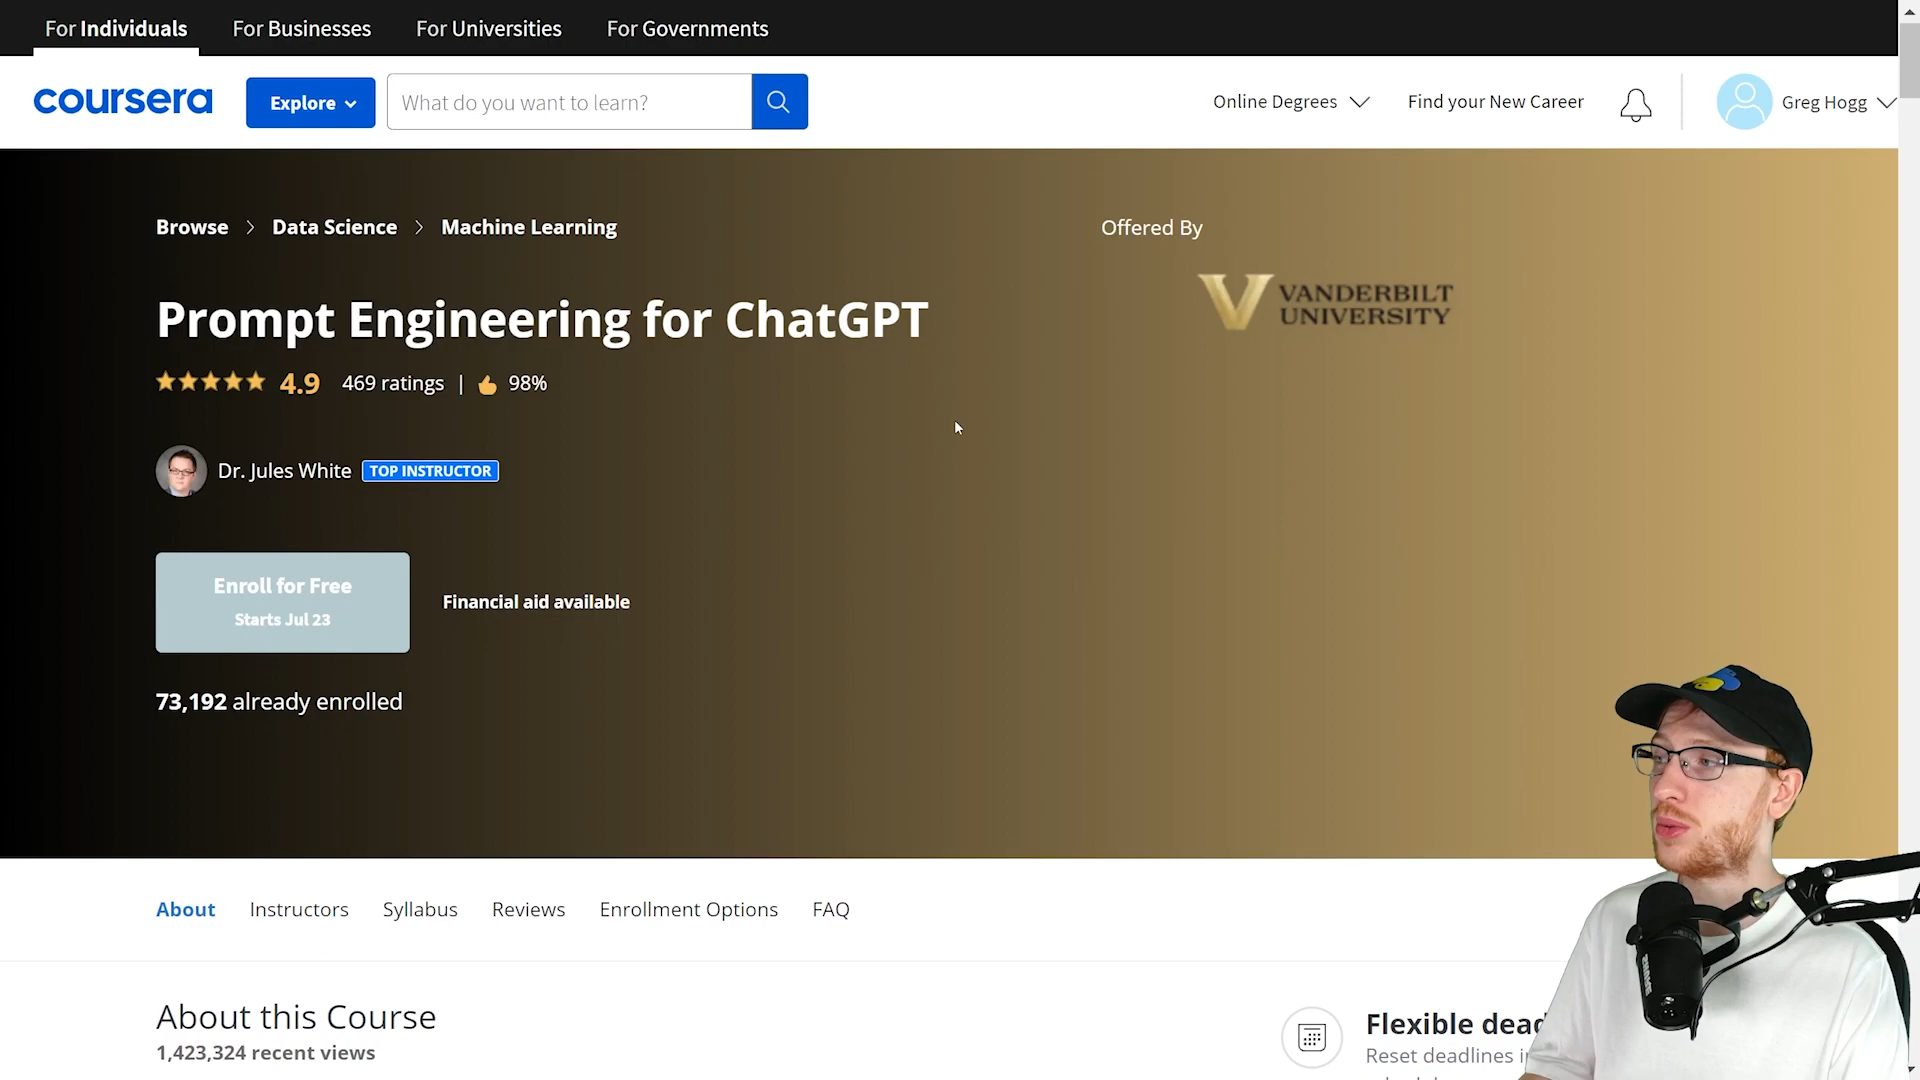 For Individuals For Businesses For Universities For Governments
coursera Explore What do you want to learn? Online Degrees Find your New Career Greg Hogg
Browse > Data Science > Machine Learning
Offered By
VANDERBILT
UNIVERSITY
Prompt Engineering for ChatGPT
4.9 469 ratings | 98%
Dr. Jules White TOP INSTRUCTOR
Enroll for Free
Starts Jul 23
Financial aid available
73,192 already enrolled
About Instructors Syllabus Reviews Enrollment Options FAQ
About this Course
1,423,324 recent views
Flexible
Reset deadlines